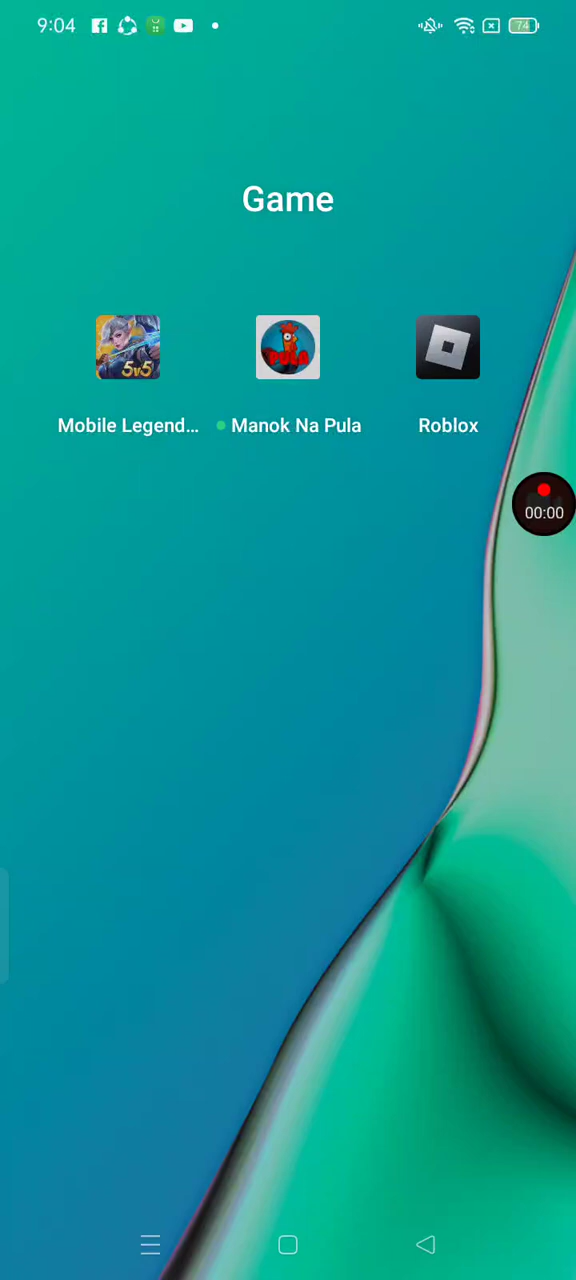 9:04
74
Game
5v5
PULA
Mobile Legend...
Manok Na Pula
Roblox
00:00